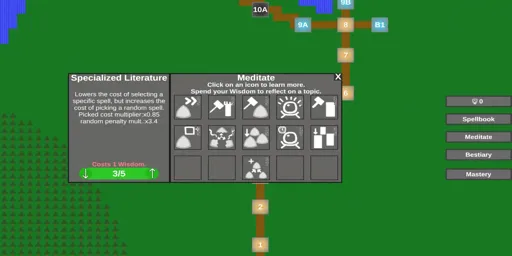 10A
9B
9A
8
B1
7
6
Specialized Literature
Lowers the cost of selecting a
specific spell, but increases the
cost of picking a random spell.
Picked cost multiplier:x0.85
random penalty mult.:x3.4
Costs 1 Wisdom.
↓ 3/5 ↑
Meditate
X
Click on an icon to learn more.
Spend your Wisdom to reflect on a topic.
0
Spellbook
Meditate
Bestiary
Mastery
2
1